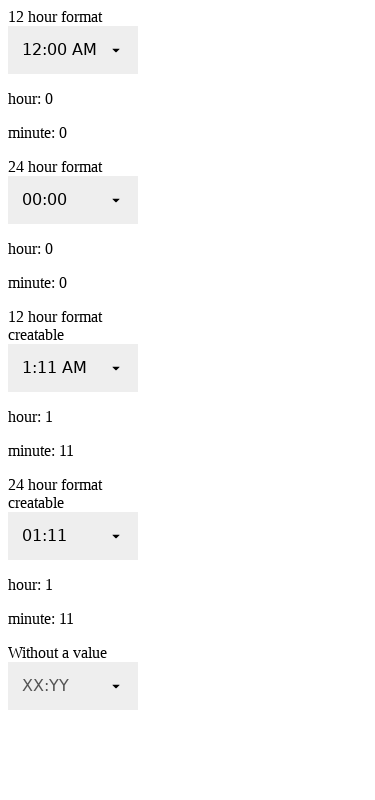 12 hour format
12:00 AM
hour: 0
minute: 0
24 hour format
00:00
hour: 0
minute: 0
12 hour format
creatable
1:11 AM
hour: 1
minute: 11
24 hour format
creatable
01:11
hour: 1
minute: 11
Without a value
XX:YY